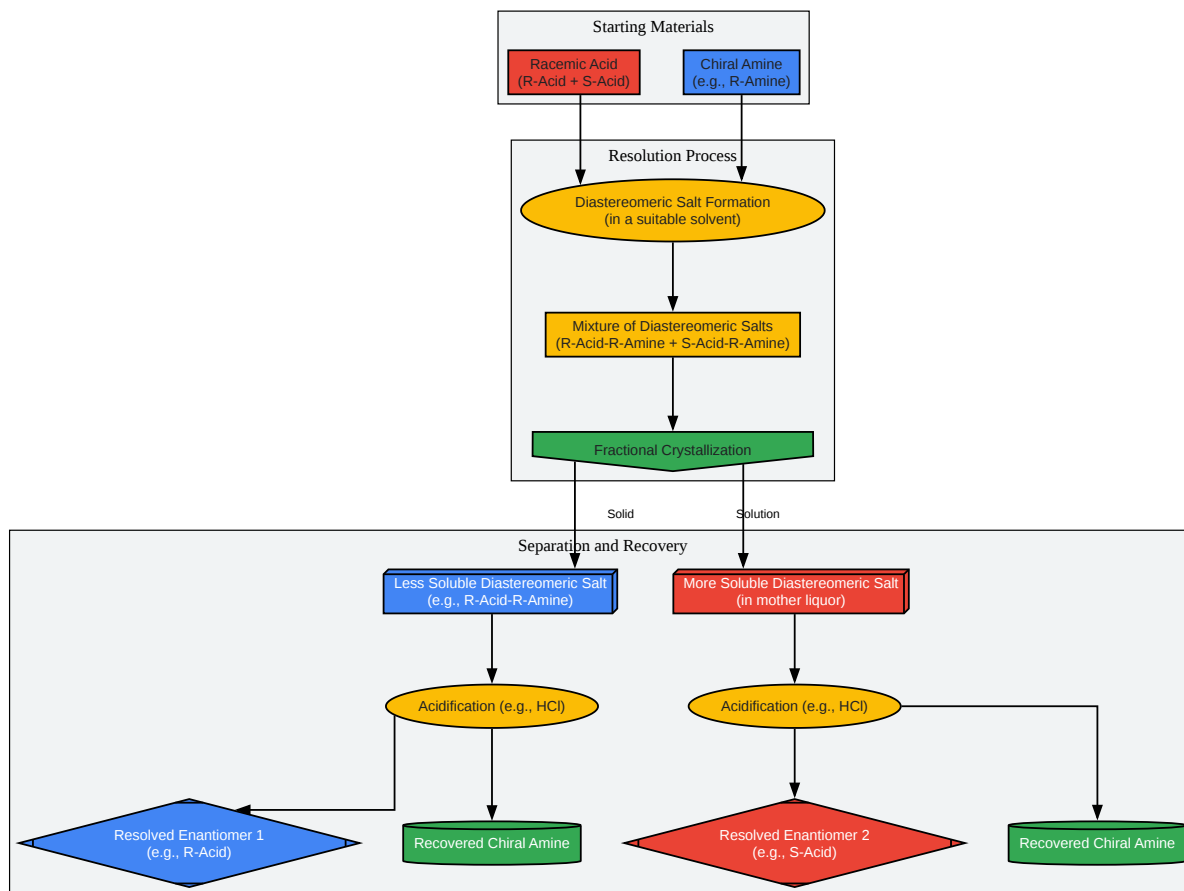 Starting Materials
Racemic Acid
(R-Acid + S-Acid)
Chiral Amine
(e.g., R-Amine)
Resolution Process
Diastereomeric Salt Formation
(in a suitable solvent)
Mixture of Diastereomeric Salts
(R-Acid-R-Amine + S-Acid-R-Amine)
Fractional Crystallization
Solid
Solution
Separation and Recovery
Less Soluble Diastereomeric Salt
(e.g., R-Acid-R-Amine)
More Soluble Diastereomeric Salt
(in mother liquor)
Acidification (e.g., HCl)
Acidification (e.g., HCl)
Resolved Enantiomer 1
(e.g., R-Acid)
Recovered Chiral Amine
Resolved Enantiomer 2
(e.g., S-Acid)
Recovered Chiral Amine